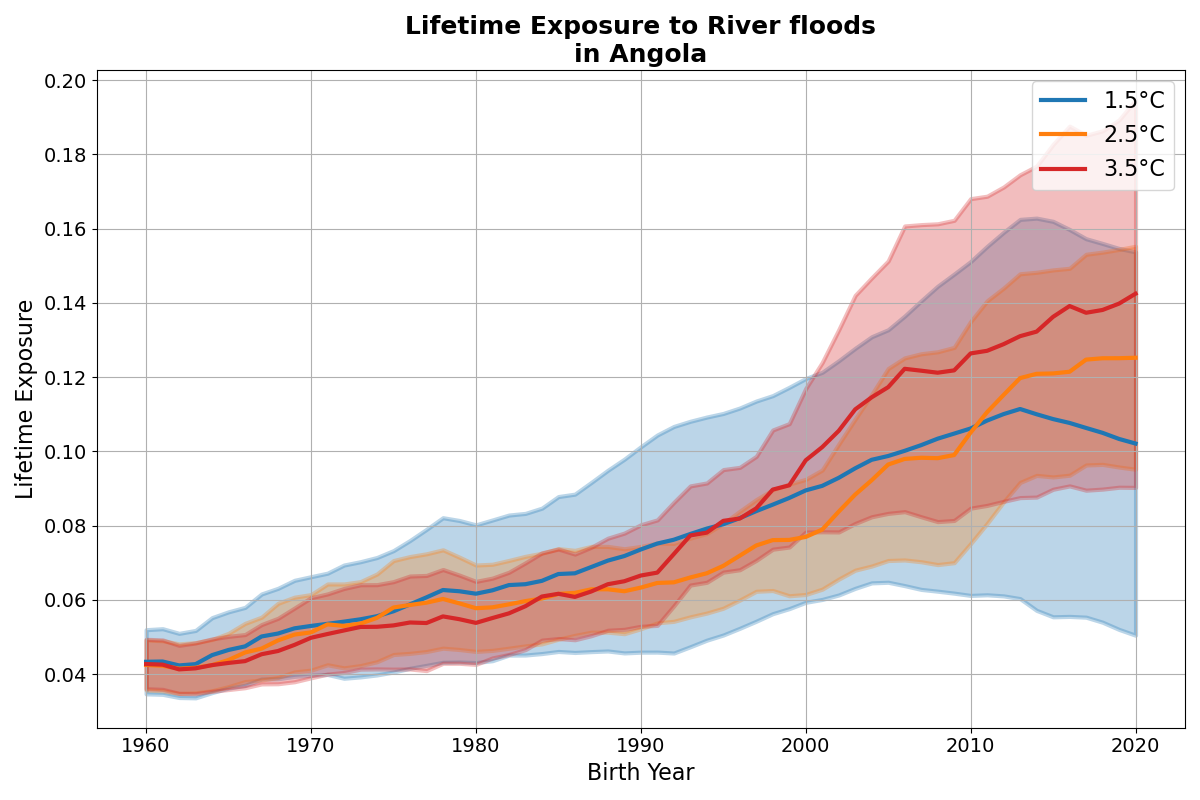 Lifetime Exposure to River floods
in Angola
0.20
0.18
0.16
0.14
0.12
0.10
0.08
0.06
0.04
Lifetime Exposure
1.5°C
2.5°C
3.5°C
1960 1970 1980 1990 2000 2010 2020
Birth Year